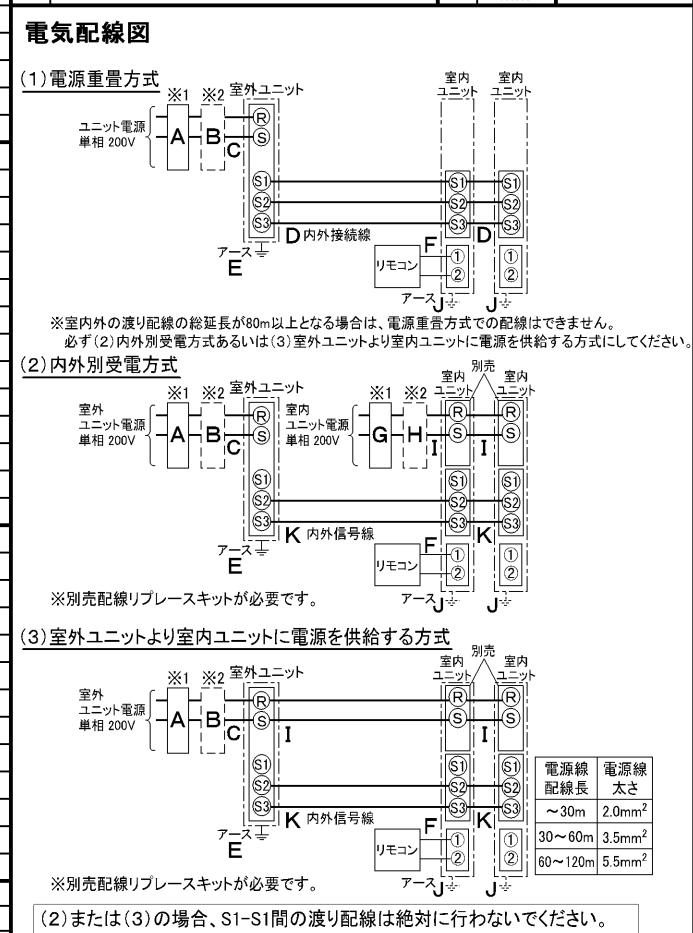 電気配線図
(1)電源重畳方式
※1 ※2 室外ユニット
室内ユニット 室内ユニット
ユニット電源
単相 200V
A B C
R
S
S1 S1 S1
S2 S2 S2
S3 S3 S3
D 内外接続線 F D
アース
E
リモコン
① ①
② ②
アース J J
※室内外の渡り配線の総延長が80m以上となる場合は、電源重畳方式での配線はできません。
必ず(2)内外別受電方式あるいは(3)室外ユニットより室内ユニットに電源を供給する方式にしてください。
(2)内外別受電方式
別売
※1 ※2 室外ユニット
※1 ※2 室内ユニット 室内ユニット
室外
ユニット電源
単相 200V
A B C
室内
ユニット電源
単相 200V
G H I I
R R R
S S S
S1 S1 S1
S2 S2 S2
S3 S3 S3
K 内外信号線 F K
アース
E
リモコン
① ①
② ②
アース J J
※別売配線リプレースキットが必要です。
(3)室外ユニットより室内ユニットに電源を供給する方式
別売
※1 ※2 室外ユニット
室内ユニット 室内ユニット
室外
ユニット電源
単相 200V
A B C I I
R R R
S S S
S1 S1 S1
S2 S2 S2
S3 S3 S3
K 内外信号線 F K
アース
E
リモコン
① ①
② ②
アース J J
電源線配線長 電源線太さ
～30m 2.0mm²
30～60m 3.5mm²
60～120m 5.5mm²
※別売配線リプレースキットが必要です。
(2)または(3)の場合、S1-S1間の渡り配線は絶対に行わないでください。